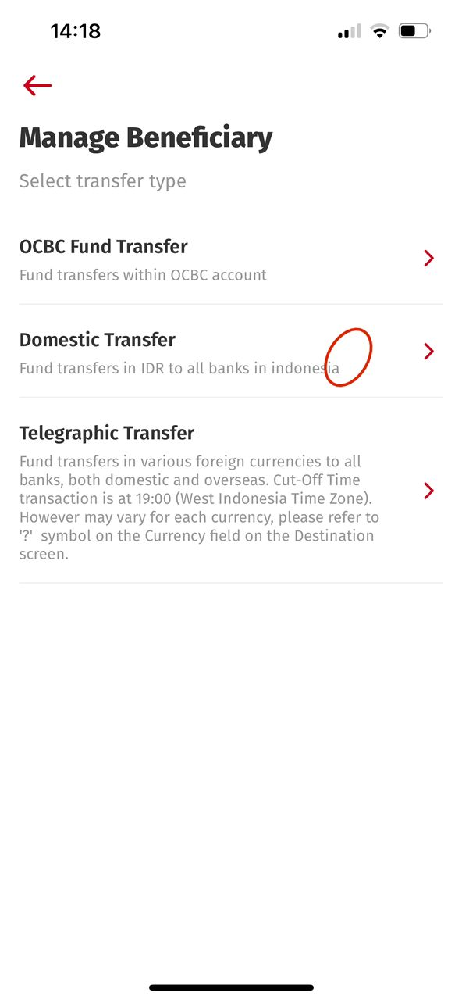 14:18
Manage Beneficiary
Select transfer type
OCBC Fund Transfer
Fund transfers within OCBC account
Domestic Transfer
Fund transfers in IDR to all banks in indonesia
Telegraphic Transfer
Fund transfers in various foreign currencies to all
banks, both domestic and overseas. Cut-Off Time
transaction is at 19:00 (West Indonesia Time Zone).
However may vary for each currency, please refer to
'?'  symbol on the Currency field on the Destination
screen.